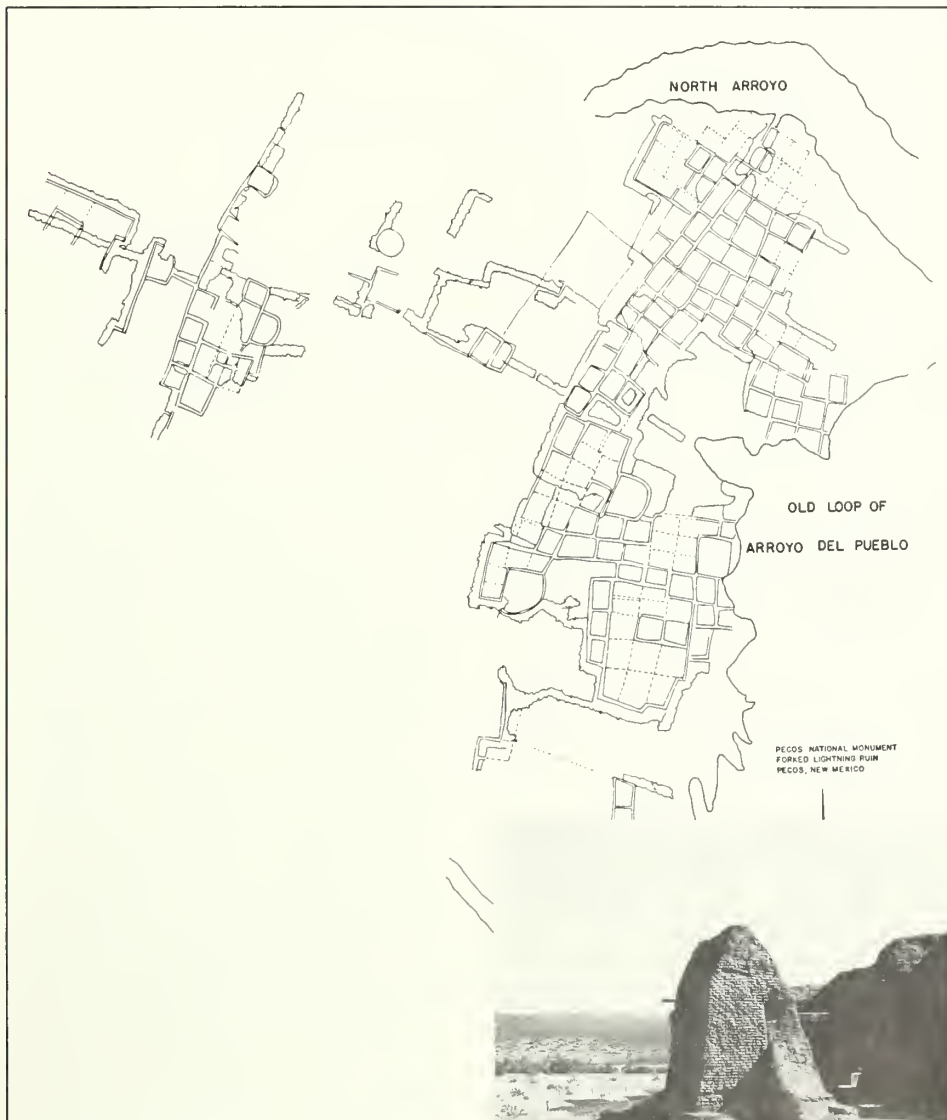 NORTH ARROYO
OLD LOOP OF
ARROYO DEL PUEBLO
PECOS NATIONAL MONUMENT
FORKED LIGHTNING RUIN
PECOS, NEW MEXICO